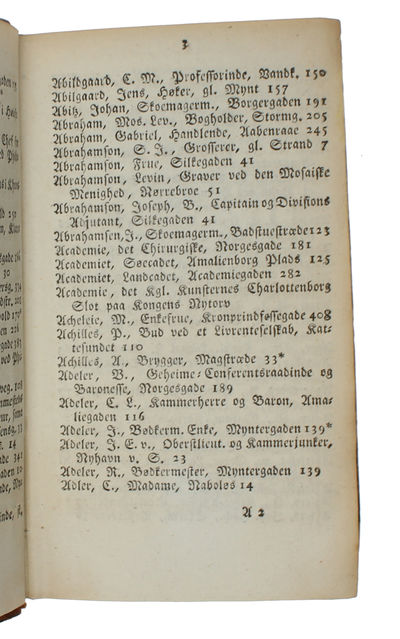 3
Abildgaard, C. M., Professorinde, Vandk. 150
Abilgaard, Jens, Høker, gl. Mynt 157
Abitz, Johan, Skoemagerm., Borgergaden 191
Abraham, Mos. Lev., Bogholder, Stormg. 205
Abraham, Gabriel, Handlende, Aabenraae 245
Abrahamson, S. J., Grosserer, gl. Strand 7
Abrahamson, Frue, Silkegaden 41
Abrahamson, Levin, Graver ved den Mosaiske
Menighed, Nørrebroe 51
Abrahamson, Joseph, B., Capitain og Divisions
Adjutant, Silkegaden 41
Abrahamsen, J., Skoemagerm., Badstuestræde 123
Academie, det Chirurgiske, Norgesgade 181
Academiet, Søecadet, Amalienborg Plads 125
Academiet, Landcadet, Academiegaden 282
Academie, det Kgl. Kunsternes Charlottenborg
Slot paa Kongens Nytorv
Acheleie, M., Enkefrue, Kronprindsessegade 408
Achilles, P., Bud ved et Livrenteselskab, Kat-
tesundet 110
Achilles, A., Brygger, Magstræde 33*
Adeler, B., Geheime-Conferentsraadinde og
Baronesse, Norgesgade 189
Adeler, C. L., Kammerherre og Baron, Ama-
liegaden 116
Adeler, J., Bødkerm. Enke, Myntergaden 139*
Adeler, J. E. v., Oberstlieut. og Kammerjunker,
Nyhavn v. S. 23
Adeler, R., Bødkermester, Myntergaden 139
Adler, C., Madame, Naboløs 14
A 2